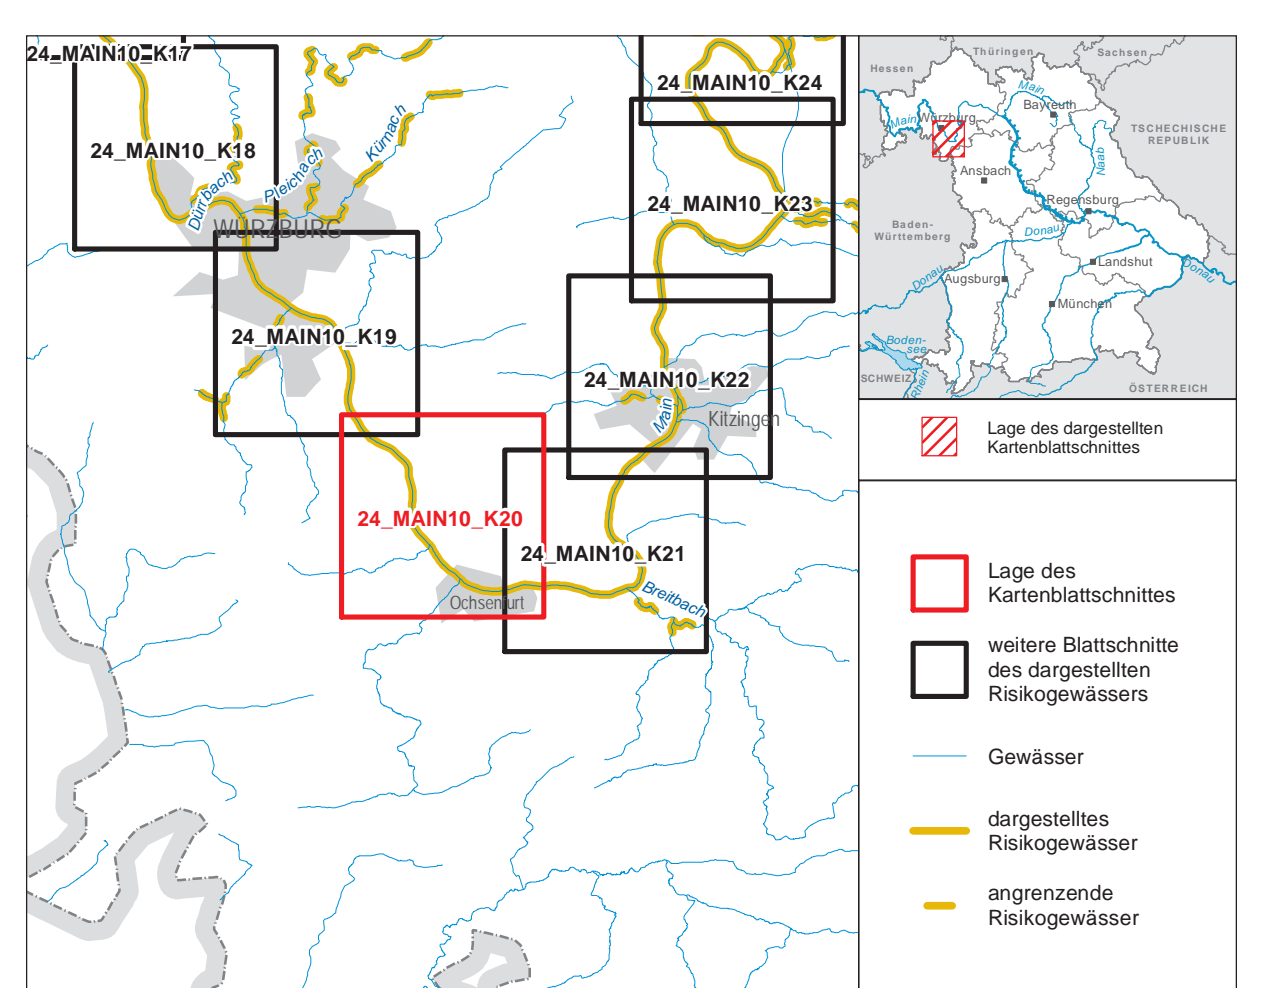 24_MAIN10_K17
24_MAIN10_K18
24_MAIN10_K24
24_MAIN10_K23
Kürnach
Pleichach
Dürrbach
WÜRZBURG
24_MAIN10_K19
24_MAIN10_K22
Main
Kitzingen
24_MAIN10_K20
24_MAIN10_K21
Ochsenfurt
Breitbach
Thüringen
Sachsen
Hessen
Main
Bayreuth
Main
Würzburg
TSCHECHISCHE
REPUBLIK
Naab
Ansbach
Regensburg
Baden-
Württemberg
Donau
Landshut
Donau
Donau
Augsburg
München
Boden-
see
SCHWEIZ
Rhein
ÖSTERREICH
Lage des dargestellten
Kartenblattschnittes
Lage des
Kartenblattschnittes
weitere Blattschnitte
des dargestellten
Risikogewässers
Gewässer
dargestelltes
Risikogewässer
angrenzende
Risikogewässer